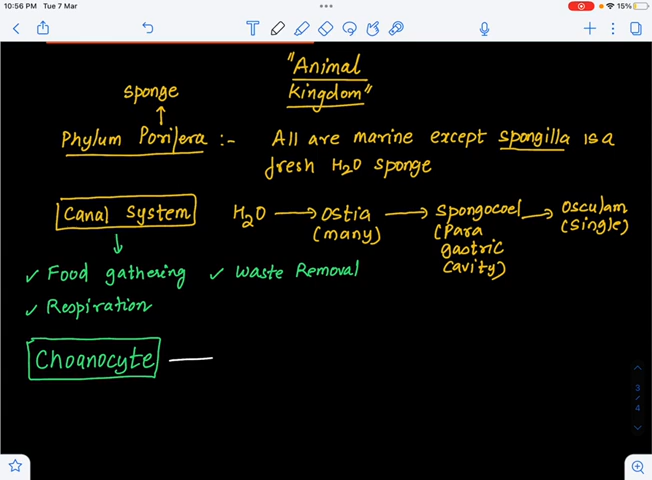 10:56 PM Tue 7 Mar
15%
"Animal
Kingdom"
Sponge
Phylum Porifera :- All are marine except spongilla is a
fresh H2O sponge
Canal System
H2O → Ostia → Spongocoel → Osculam
(many)
(Para
gastric
cavity)
(Single)
✓ Food gathering ✓ Waste Removal
✓ Respiration
Choanocyte —
3
/
4